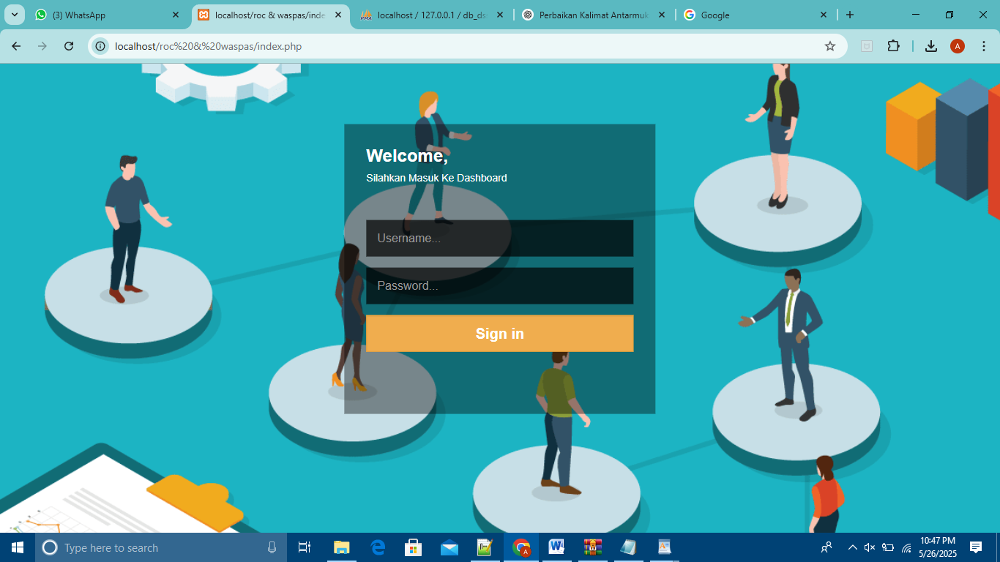 (3) WhatsApp
localhost/roc & waspas/inde
localhost / 127.0.0.1 / db_ds
Perbaikan Kalimat Antarmuk
Google
localhost/roc%20&%20waspas/index.php
A
Welcome,
Silahkan Masuk Ke Dashboard
Username...
Password...
Sign in
Type here to search
10:47 PM
5/26/2025